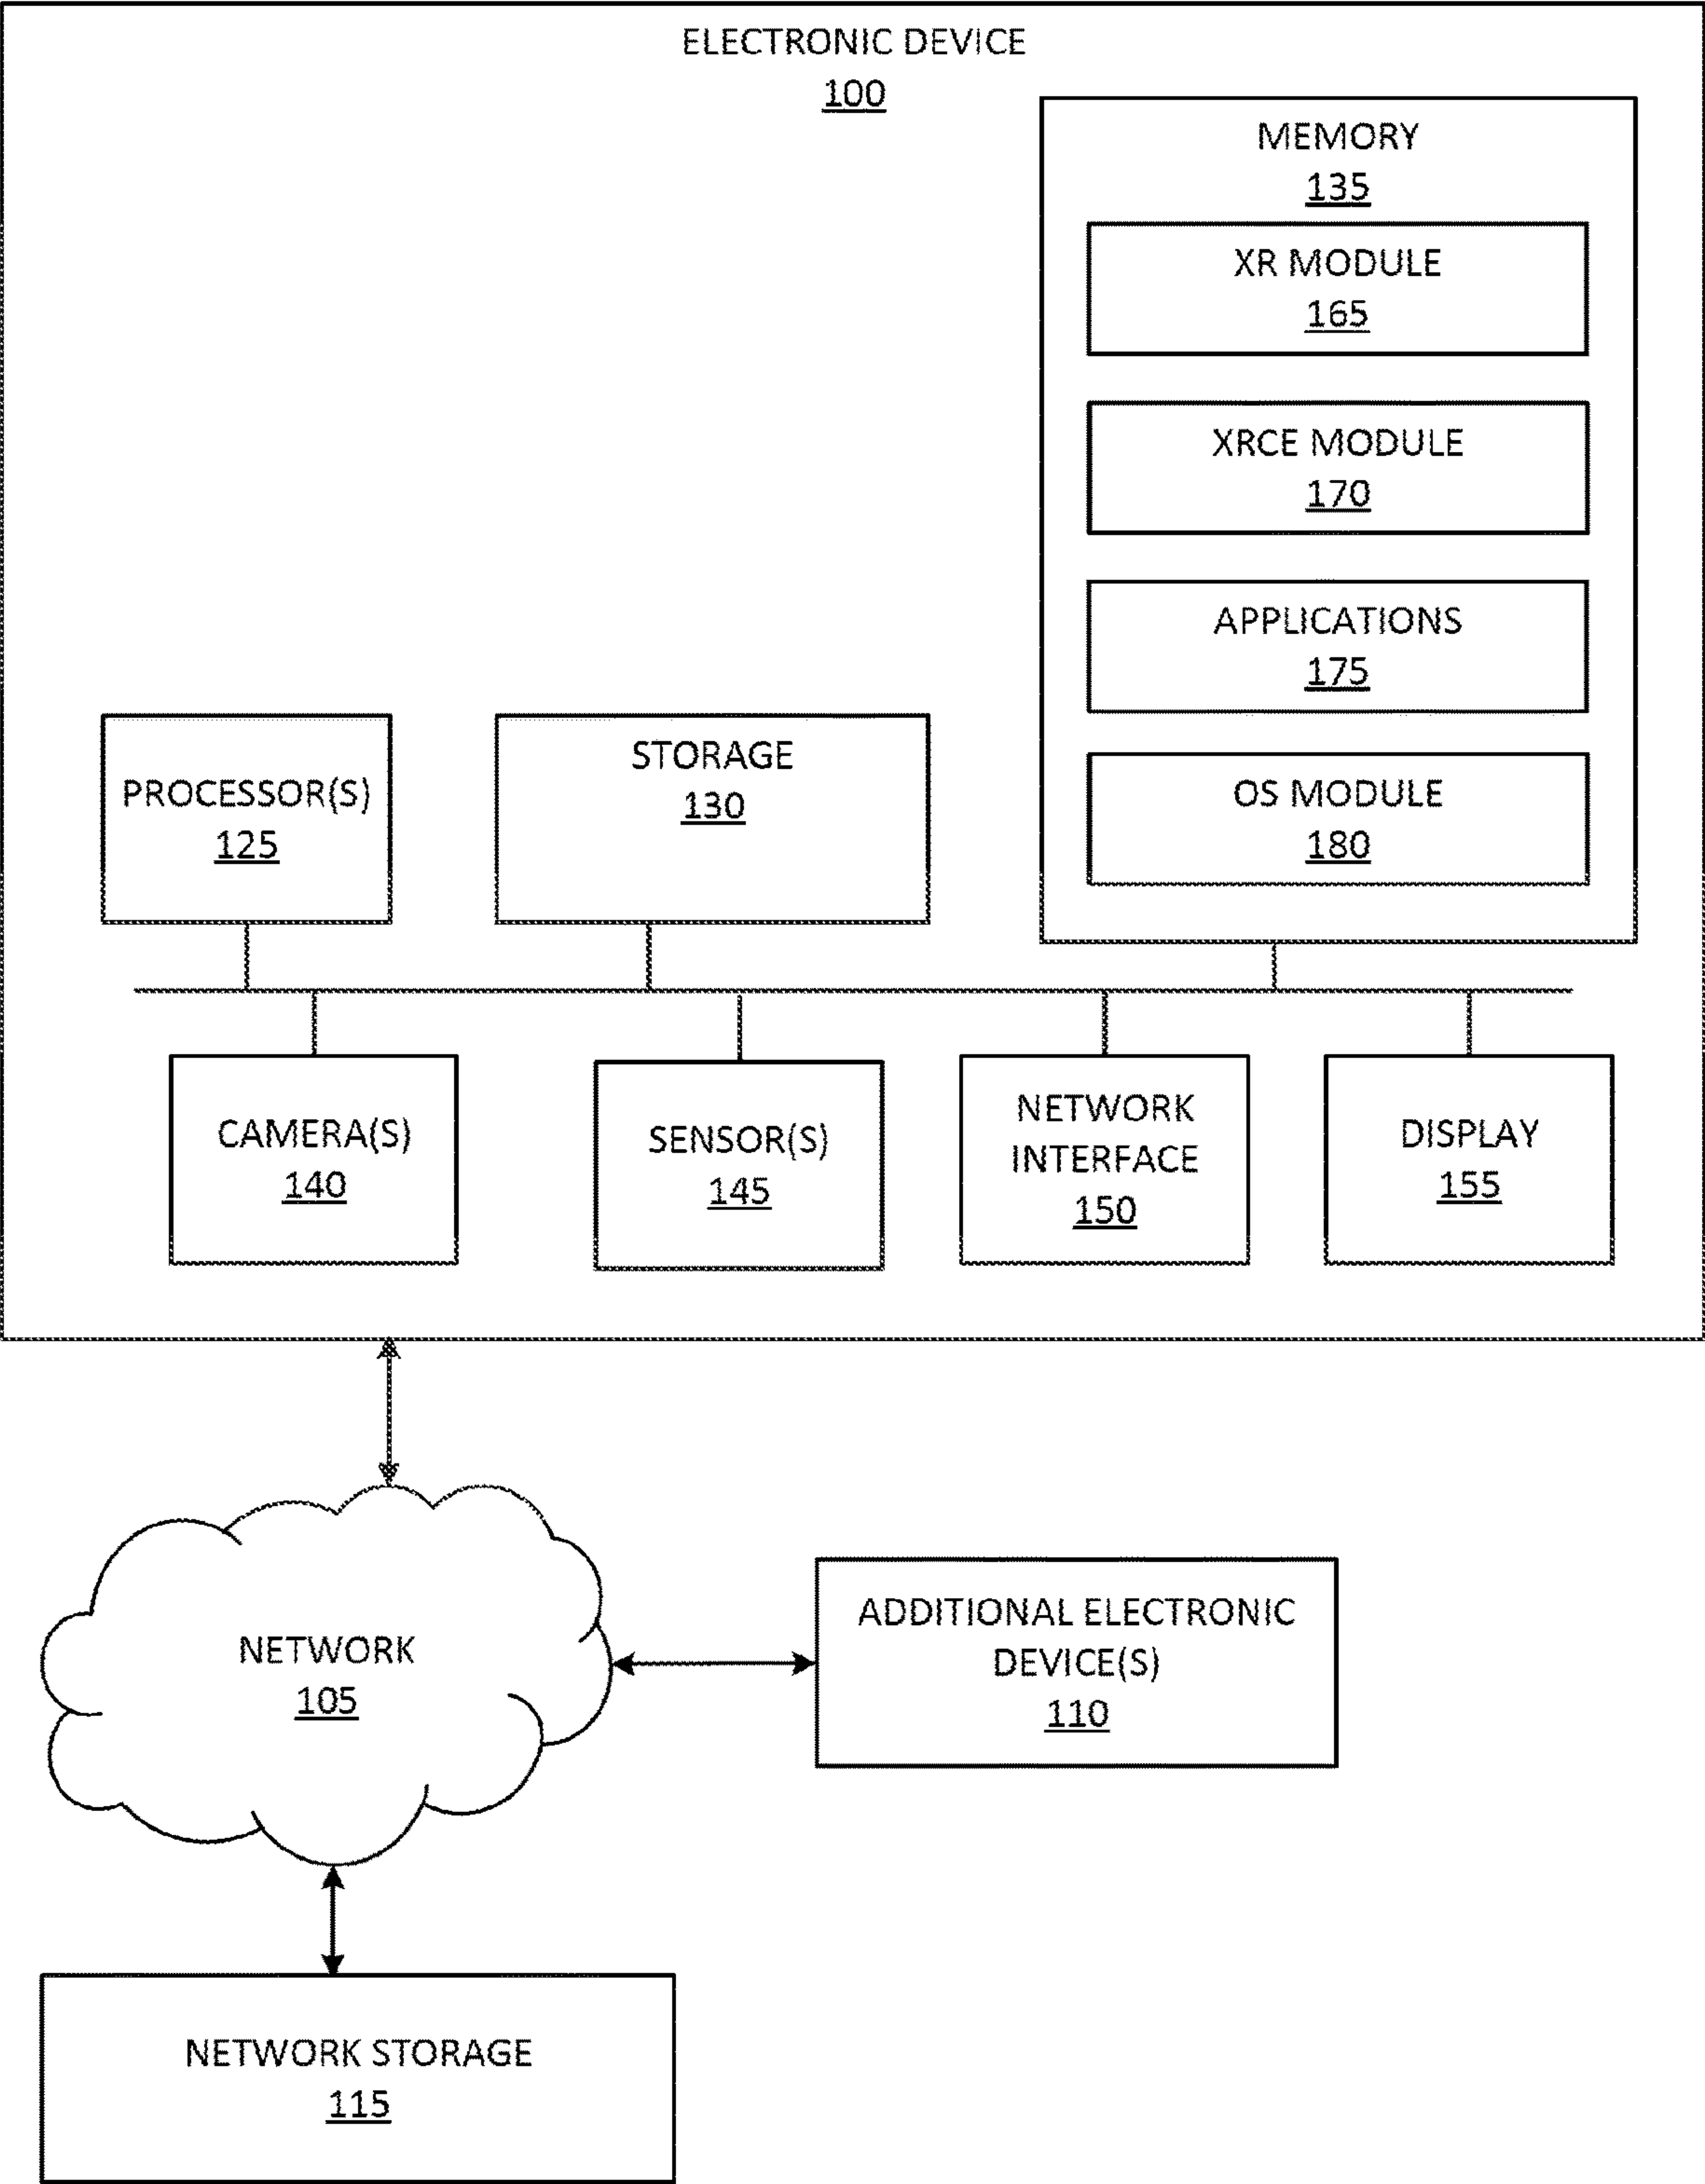 ELECTRONIC DEVICE
100
MEMORY
135
XR MODULE
165
XRCE MODULE
170
APPLICATIONS
175
OS MODULE
180
PROCESSOR(S)
125
STORAGE
130
CAMERA(S)
140
SENSOR(S)
145
NETWORK
INTERFACE
150
DISPLAY
155
NETWORK
105
ADDITIONAL ELECTRONIC
DEVICE(S)
110
NETWORK STORAGE
115